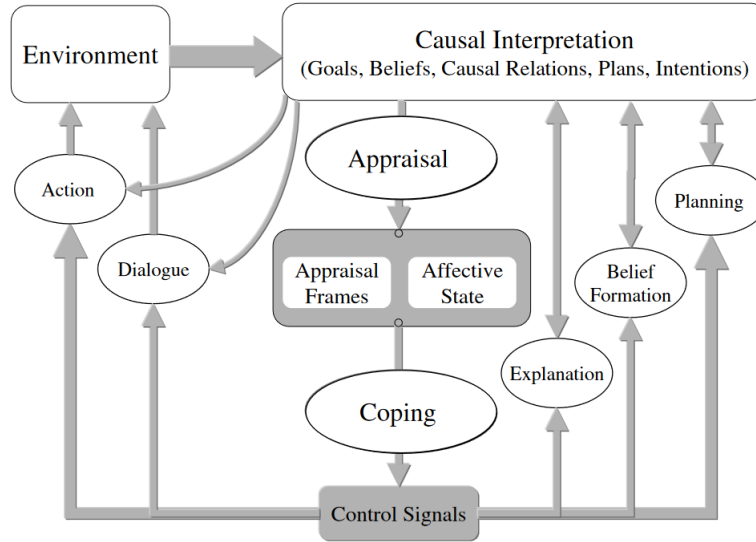 Environment
Causal Interpretation
(Goals, Beliefs, Causal Relations, Plans, Intentions)
Appraisal
Action
Planning
Dialogue
Appraisal
Frames
Affective
State
Belief
Formation
Explanation
Coping
Control Signals